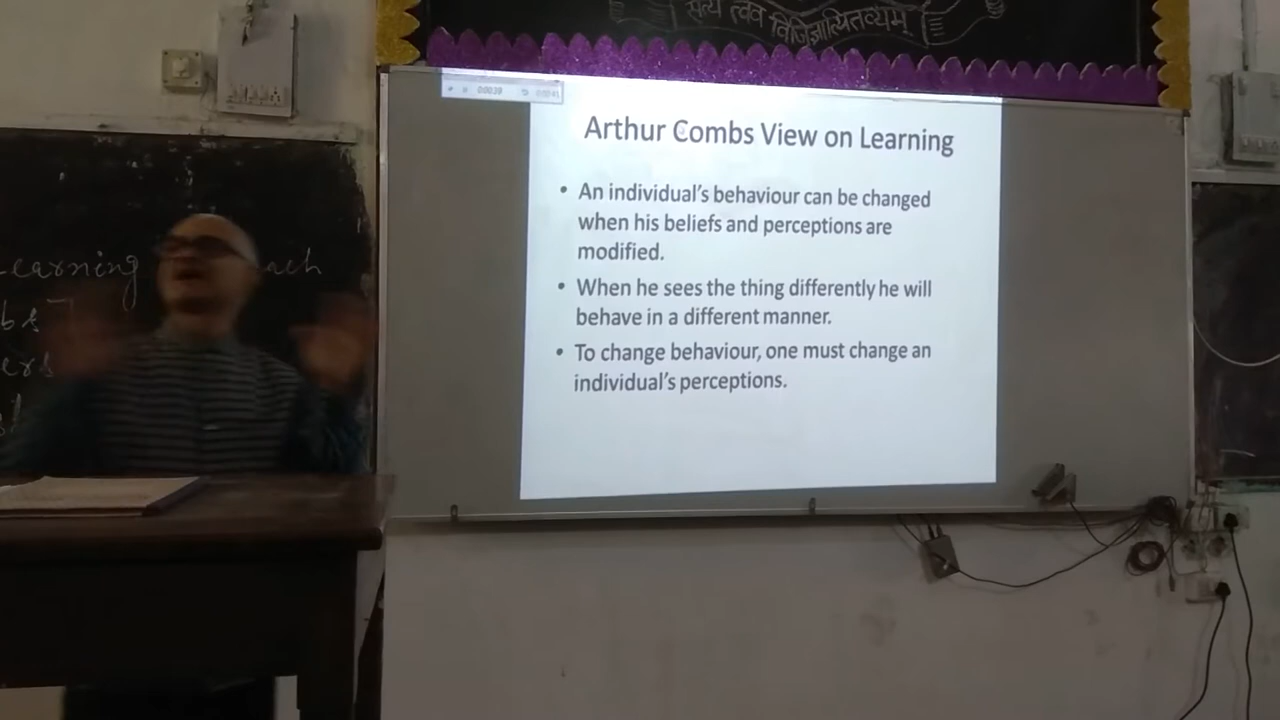 सत्य त्वेव विजिज्ञासितव्यम्
00039
Arthur Combs View on Learning
• An individual's behaviour can be changed
when his beliefs and perceptions are
modified.
• When he sees the thing differently he will
behave in a different manner.
• To change behaviour, one must change an
individual's perceptions.
Learning